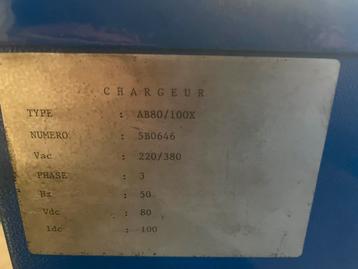 CHARGEUR
TYPE : AB80/100X
NUMERO : 5B0646
Vac : 220/380
PHASE : 3
Hz : 50
Vdc : 80
Idc : 100